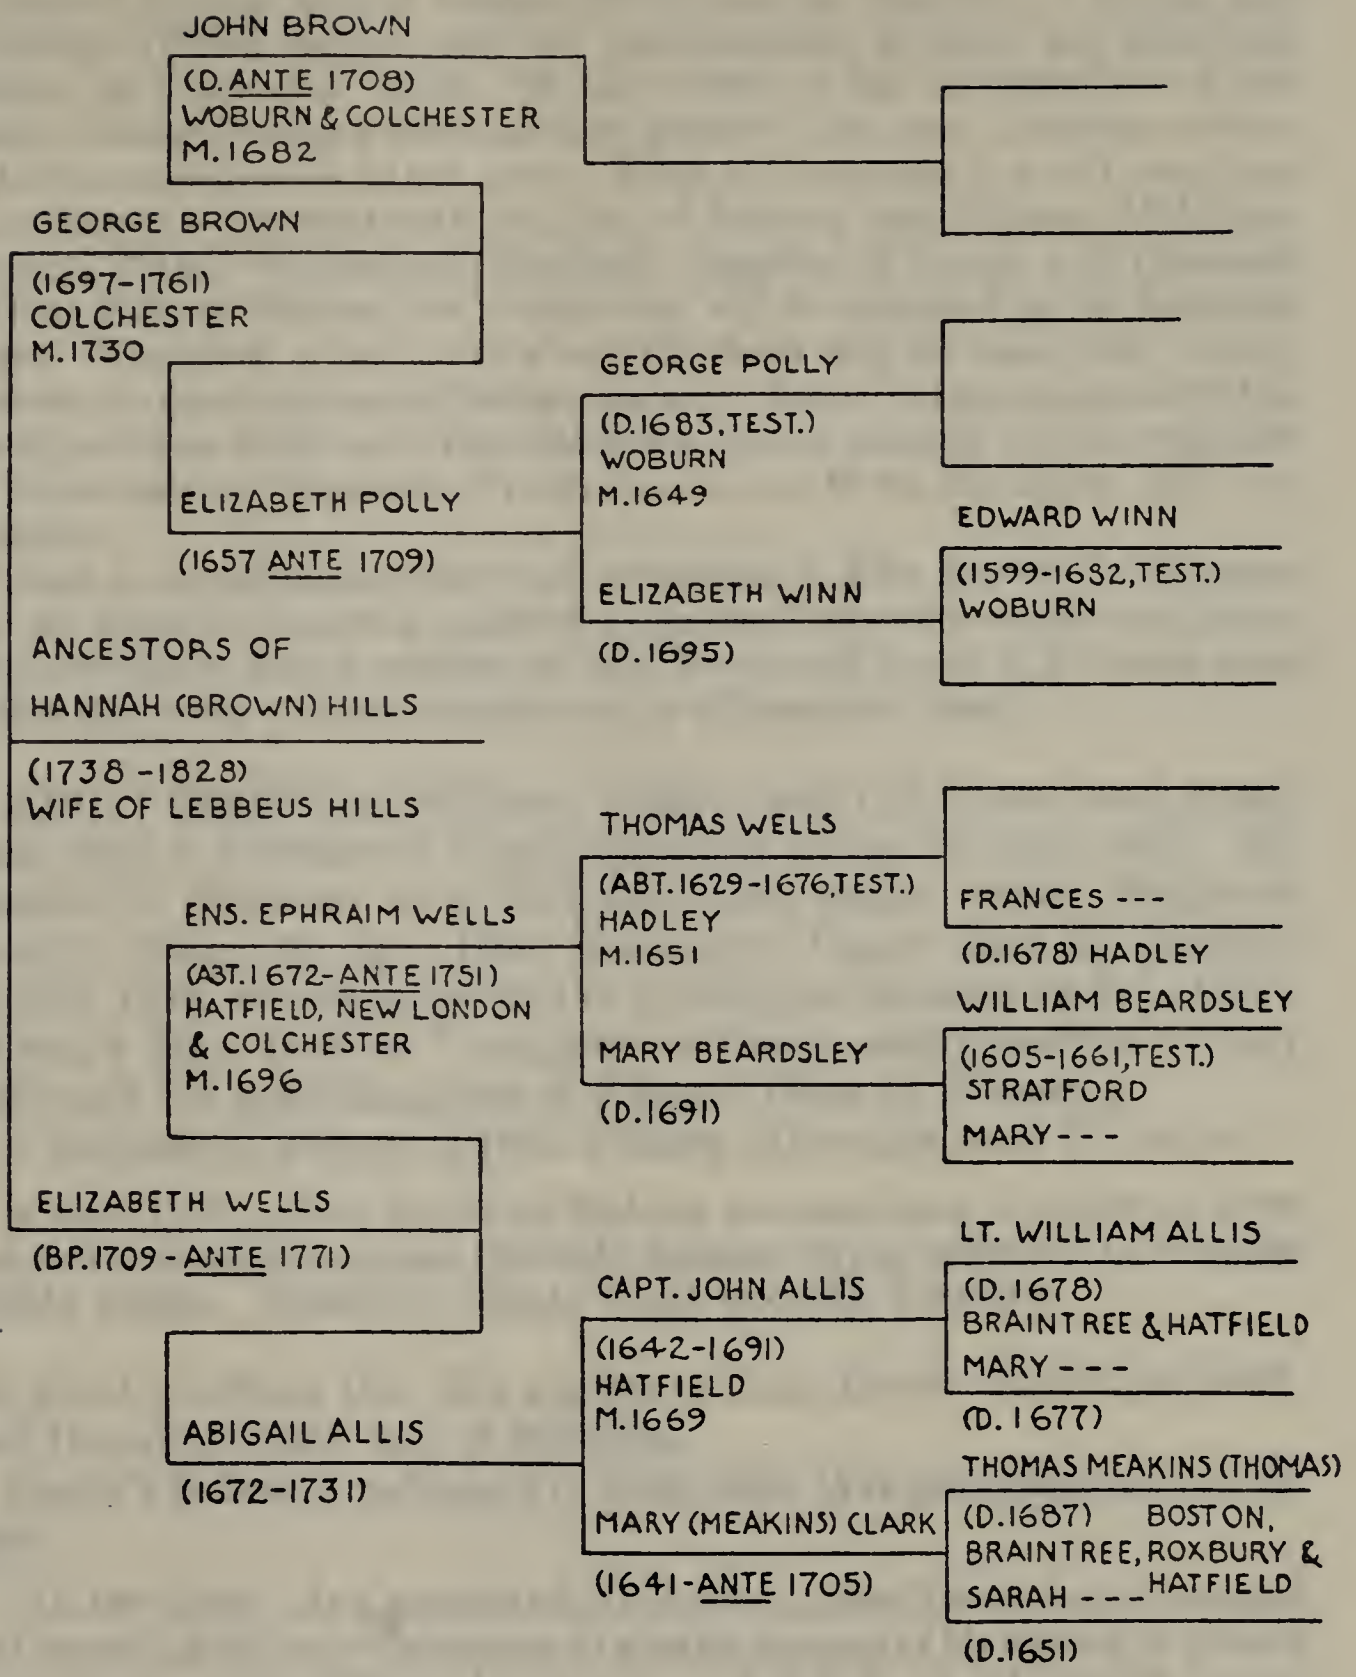 JOHN BROWN
(D. ANTE 1708)
WOBURN & COLCHESTER
M. 1682
GEORGE BROWN
(1697-1761)
COLCHESTER
M. 1730
ELIZABETH POLLY
(1657 ANTE 1709)
GEORGE POLLY
(D. 1683, TEST.)
WOBURN
M. 1649
ELIZABETH WINN
(D. 1695)
EDWARD WINN
(1599-1682, TEST.)
WOBURN
ANCESTORS OF
HANNAH (BROWN) HILLS
(1738-1828)
WIFE OF LEBBEUS HILLS
ENS. EPHRAIM WELLS
(ABT. 1672-ANTE 1751)
HATFIELD, NEW LONDON
& COLCHESTER
M. 1696
THOMAS WELLS
(ABT. 1629-1676, TEST.)
HADLEY
M. 1651
FRANCES ---
(D. 1678) HADLEY
MARY BEARDSLEY
(D. 1691)
WILLIAM BEARDSLEY
(1605-1661, TEST.)
STRATFORD
MARY ---
ELIZABETH WELLS
(BP. 1709-ANTE 1771)
ABIGAIL ALLIS
(1672-1731)
CAPT. JOHN ALLIS
(1642-1691)
HATFIELD
M. 1669
LT. WILLIAM ALLIS
(D. 1678)
BRAINTREE & HATFIELD
MARY ---
(D. 1677)
MARY (MEAKINS) CLARK
(1641-ANTE 1705)
THOMAS MEAKINS (THOMAS)
(D. 1687) BOSTON,
BRAINTREE, ROXBURY &
SARAH --- HATFIELD
(D. 1651)